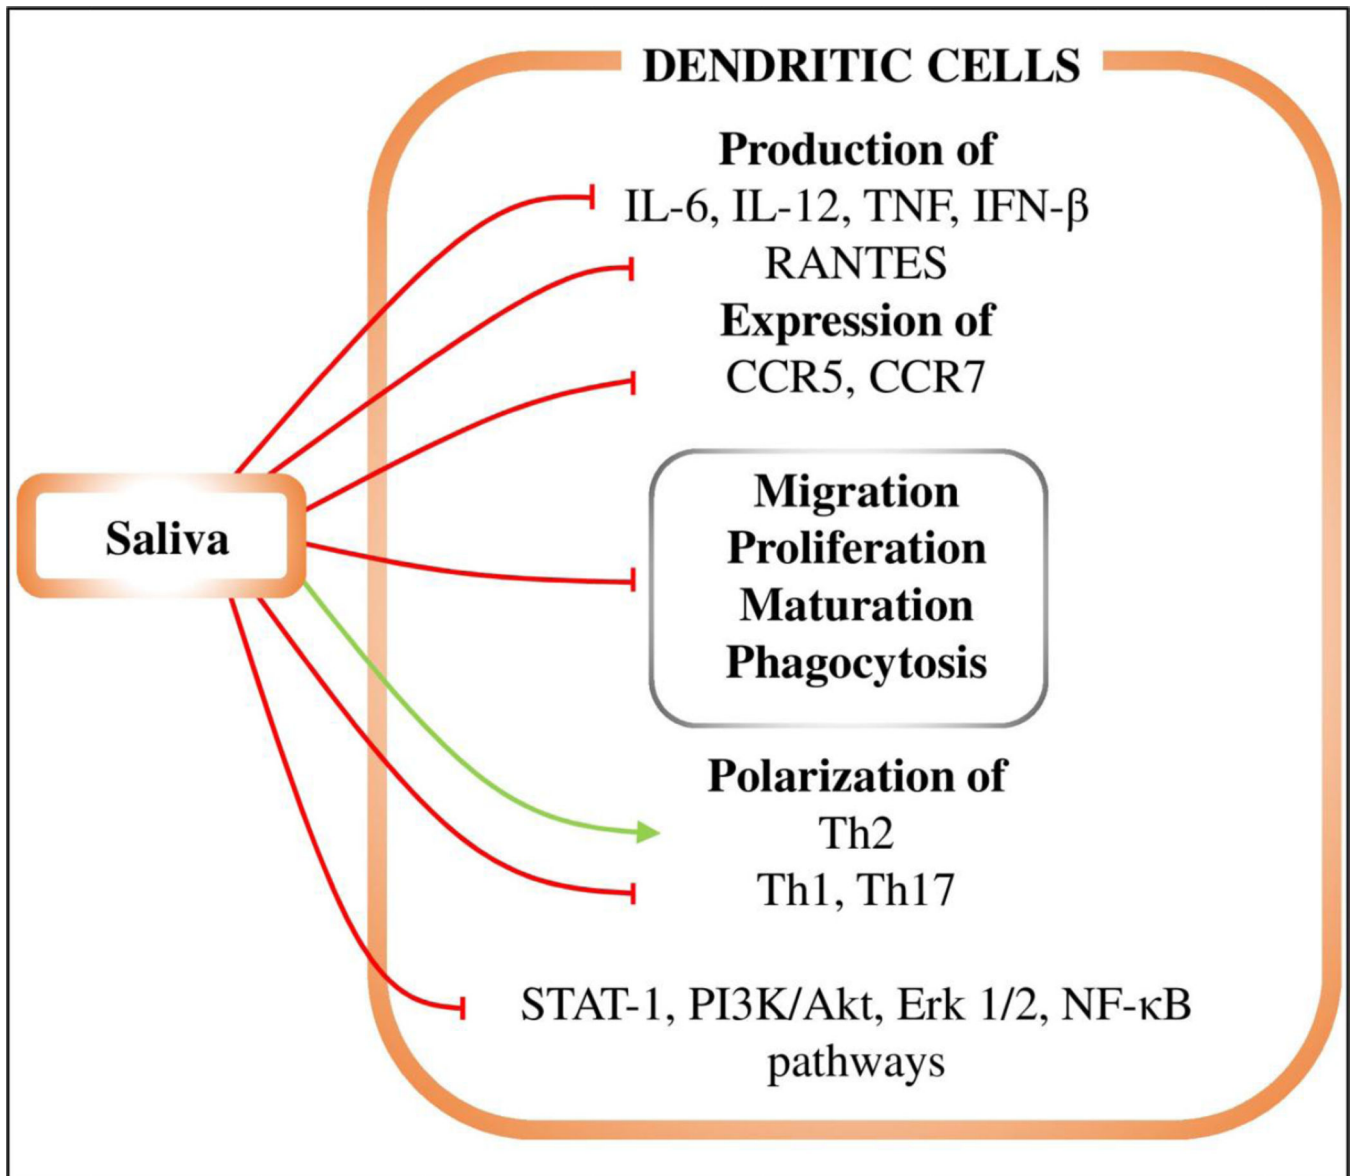 DENDRITIC CELLS
Production of
IL-6, IL-12, TNF, IFN-β
RANTES
Expression of
CCR5, CCR7
Saliva
Migration
Proliferation
Maturation
Phagocytosis
Polarization of
Th2
Th1, Th17
STAT-1, PI3K/Akt, Erk 1/2, NF-κB
pathways